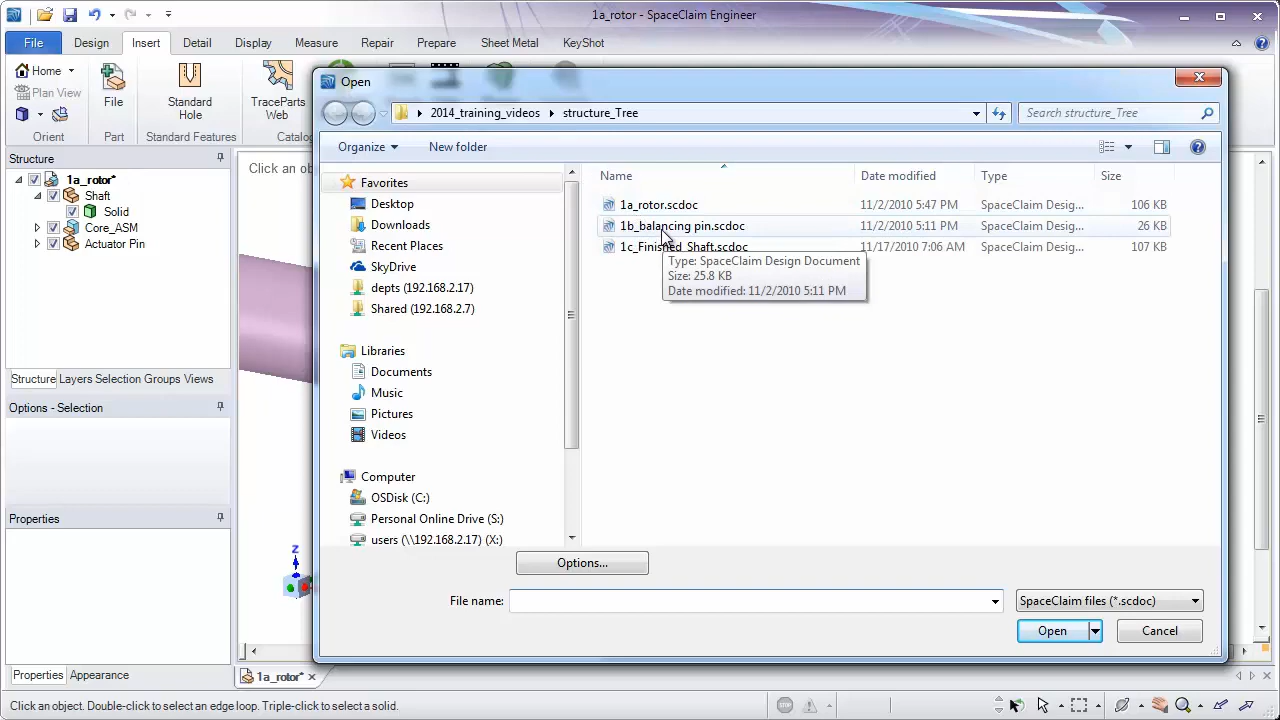 1a_rotor - SpaceClaim Engineer
File Design Insert Detail Display Measure Repair Prepare Sheet Metal KeyShot
Home
Plan View
File
Standard
Hole
TraceParts
Web
Orient Part Standard Features Catalo
Structure
1a_rotor*
Shaft
Solid
Core_ASM
Actuator Pin
Structure Layers Selection Groups Views
Options - Selection
Properties
Properties Appearance
Click an ob
Z
1a_rotor*
Click an object. Double-click to select an edge loop. Triple-click to select a solid.
Open
2014_training_videos structure_Tree
Search structure_Tree
Organize New folder
Favorites
Desktop
Downloads
Recent Places
SkyDrive
depts (192.168.2.17)
Shared (192.168.2.7)
Libraries
Documents
Music
Pictures
Videos
Computer
OSDisk (C:)
Personal Online Drive (S:)
users (\\192.168.2.17) (X:)
Name Date modified Type Size
1a_rotor.scdoc 11/2/2010 5:47 PM SpaceClaim Desig... 106 KB
1b_balancing pin.scdoc 11/2/2010 5:11 PM SpaceClaim Desig... 26 KB
1c_Finished_Shaft.scdoc 11/17/2010 7:06 AM SpaceClaim Desig... 107 KB
Type: SpaceClaim Design Document
Size: 25.8 KB
Date modified: 11/2/2010 5:11 PM
Options...
File name:
SpaceClaim files (*.scdoc)
Open Cancel